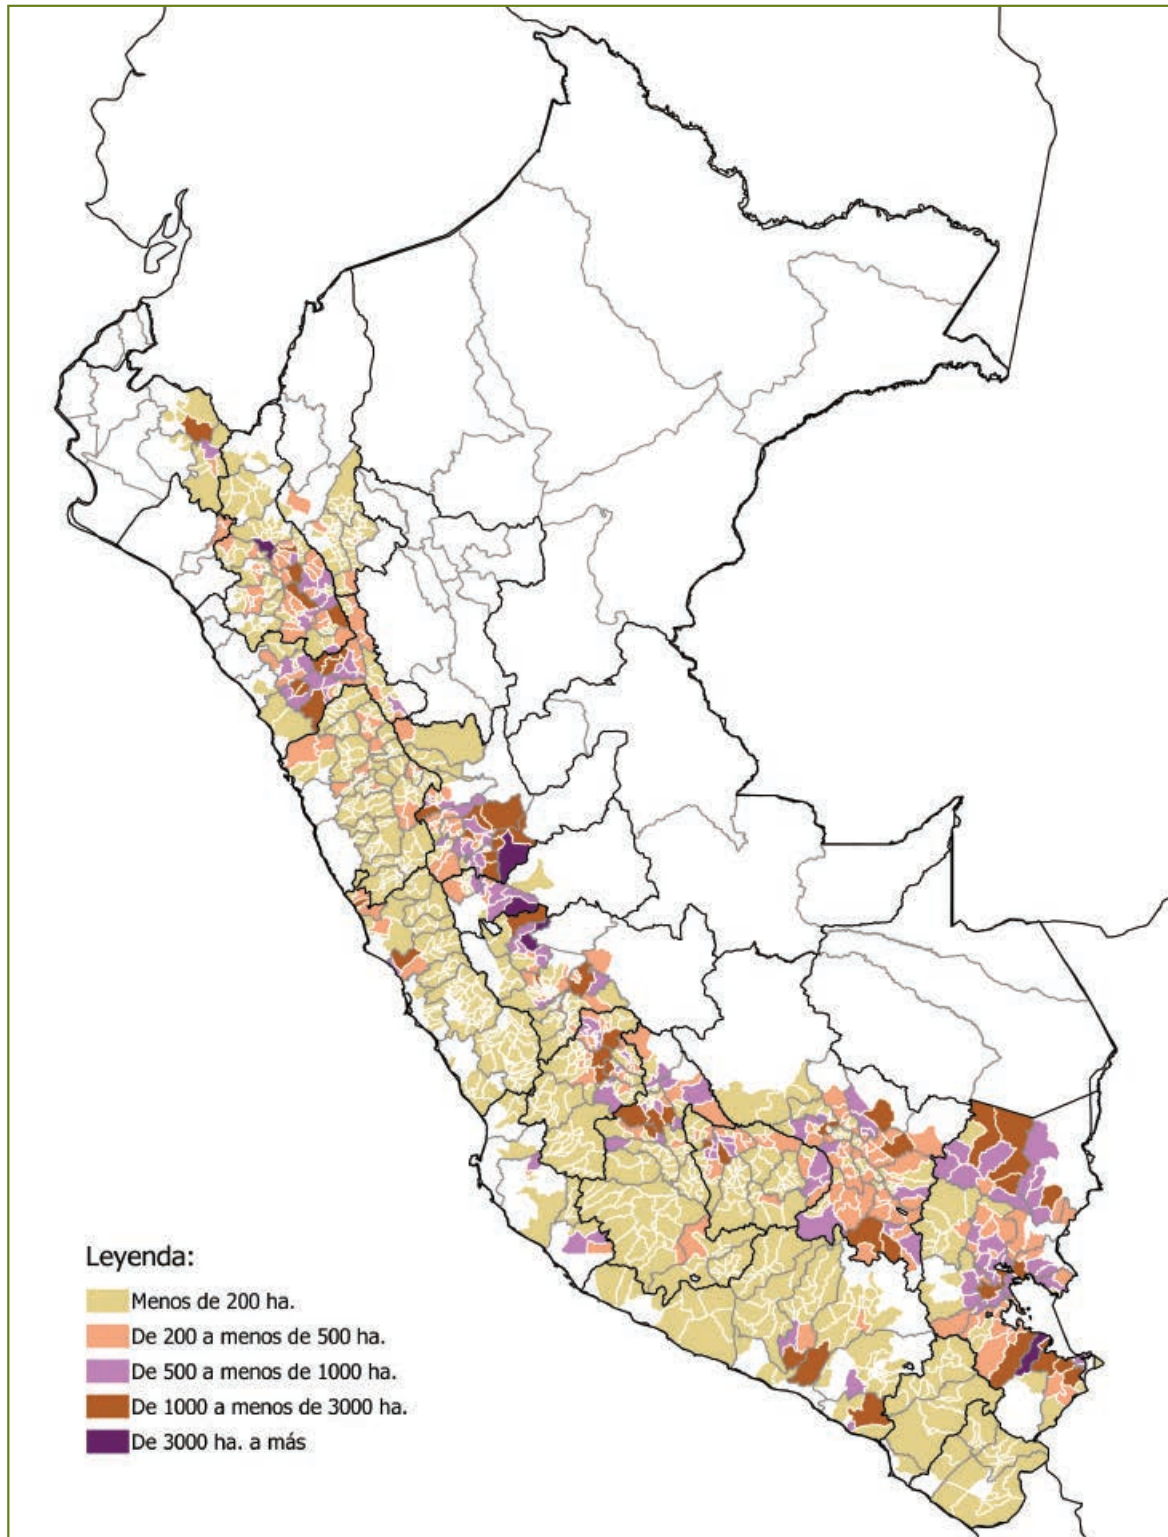 Leyenda:
Menos de 200 ha.
De 200 a menos de 500 ha.
De 500 a menos de 1000 ha.
De 1000 a menos de 3000 ha.
De 3000 ha. a más